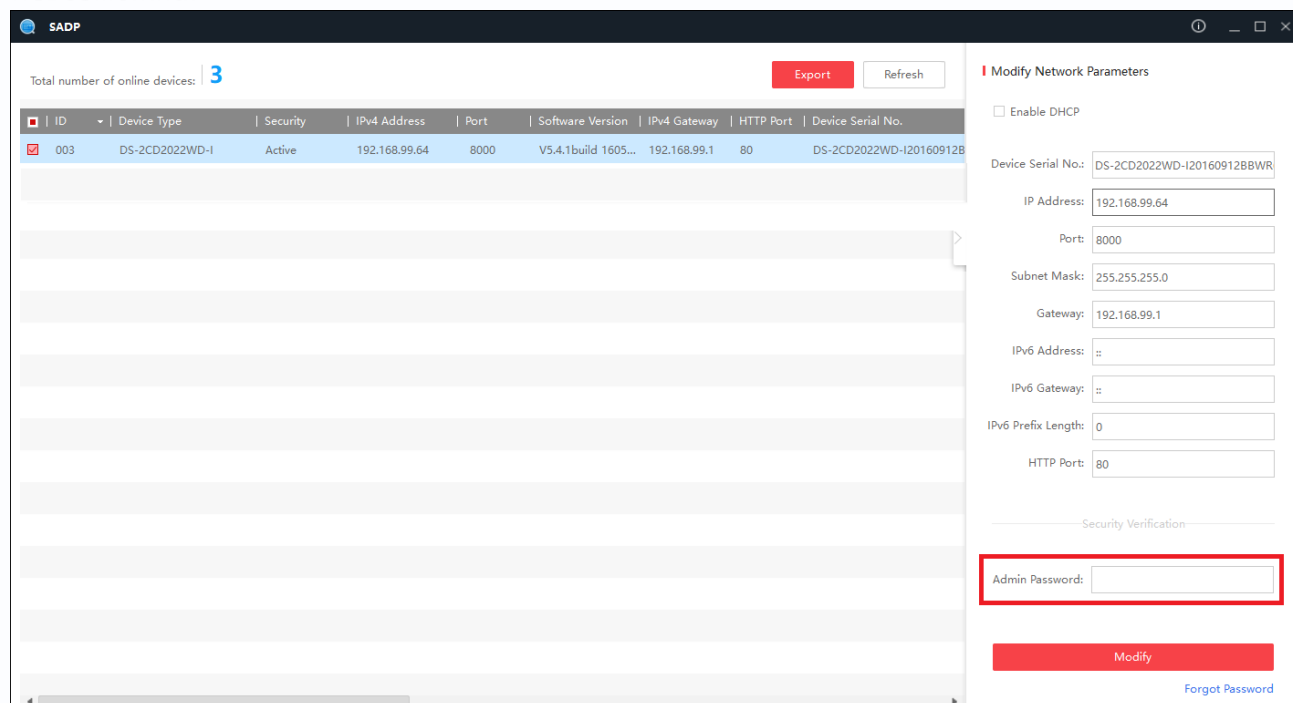 SADP
Total number of online devices: 3
Export
Refresh
ID | Device Type | Security | IPv4 Address | Port | Software Version | IPv4 Gateway | HTTP Port | Device Serial No.
003 DS-2CD2022WD-I Active 192.168.99.64 8000 V5.4.1build 1605... 192.168.99.1 80 DS-2CD2022WD-I20160912B
Modify Network Parameters
Enable DHCP
Device Serial No.: DS-2CD2022WD-I20160912BBWR
IP Address: 192.168.99.64
Port: 8000
Subnet Mask: 255.255.255.0
Gateway: 192.168.99.1
IPv6 Address: ::
IPv6 Gateway: ::
IPv6 Prefix Length: 0
HTTP Port: 80
Security Verification
Admin Password:
Modify
Forgot Password